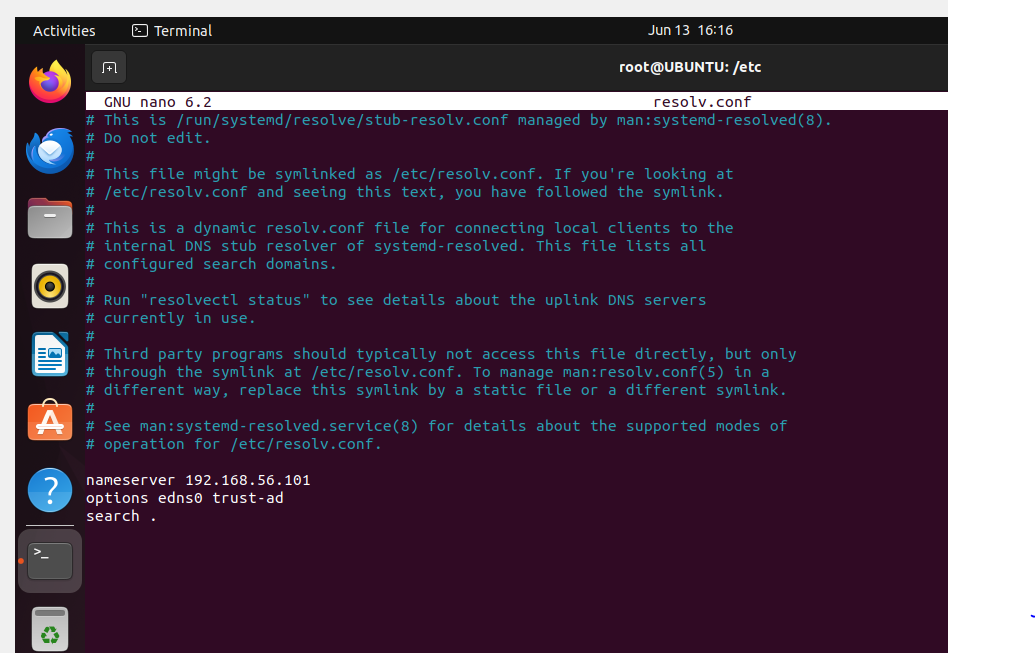 Activities
Terminal
Jun 13 16:16
root@UBUNTU: /etc
GNU nano 6.2
resolv.conf
# This is /run/systemd/resolve/stub-resolv.conf managed by man:systemd-resolved(8).
# Do not edit.
#
# This file might be symlinked as /etc/resolv.conf. If you're looking at
# /etc/resolv.conf and seeing this text, you have followed the symlink.
#
# This is a dynamic resolv.conf file for connecting local clients to the
# internal DNS stub resolver of systemd-resolved. This file lists all
# configured search domains.
#
# Run "resolvectl status" to see details about the uplink DNS servers
# currently in use.
#
# Third party programs should typically not access this file directly, but only
# through the symlink at /etc/resolv.conf. To manage man:resolv.conf(5) in a
# different way, replace this symlink by a static file or a different symlink.
#
# See man:systemd-resolved.service(8) for details about the supported modes of
# operation for /etc/resolv.conf.
nameserver 192.168.56.101
options edns0 trust-ad
search .